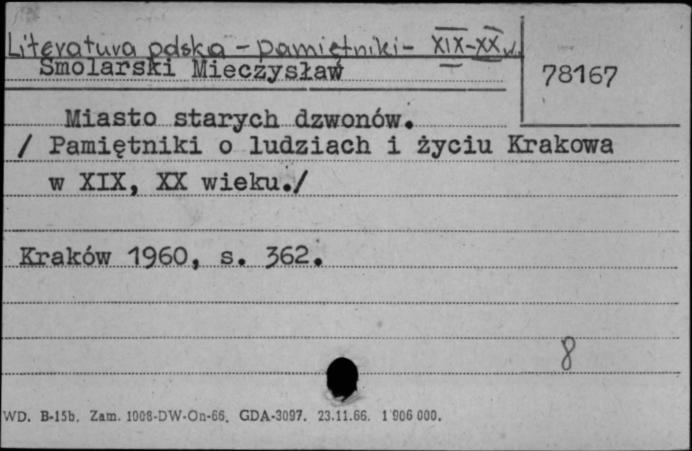 Literatura polska - pamiętniki - XIX-XX w.
Smolarski Mieczysław
78167
Miasto starych dzwonów.
/ Pamiętniki o ludziach i życiu Krakowa
w XIX, XX wieku./
Kraków 1960, s. 362.
8
WD. B-15b. Zam. 1008-DW-On-66. GDA-3097. 23.11.66. 1 906 000.